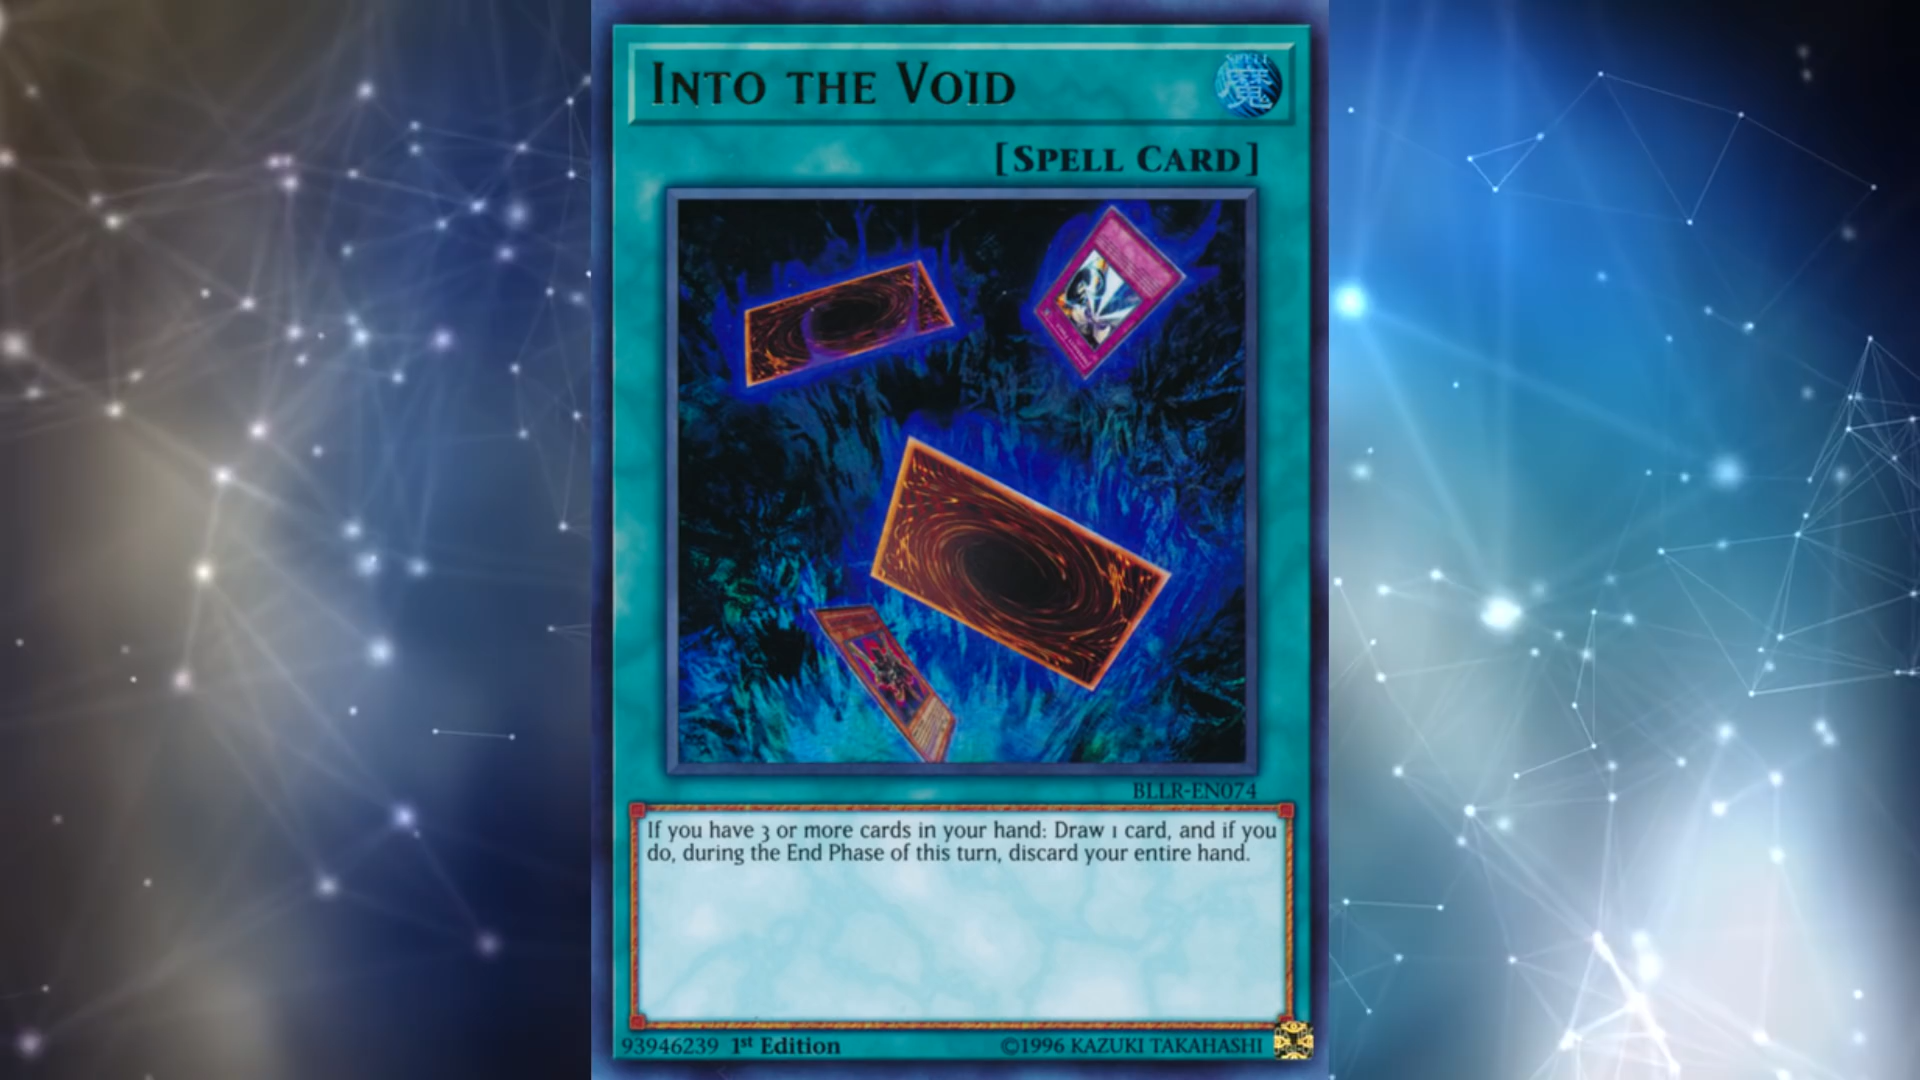 Into the Void
SPELL
魔
[Spell Card]
BLLR-EN074
If you have 3 or more cards in your hand: Draw 1 card, and if you
do, during the End Phase of this turn, discard your entire hand.
93946239 1st Edition ©1996 KAZUKI TAKAHASHI